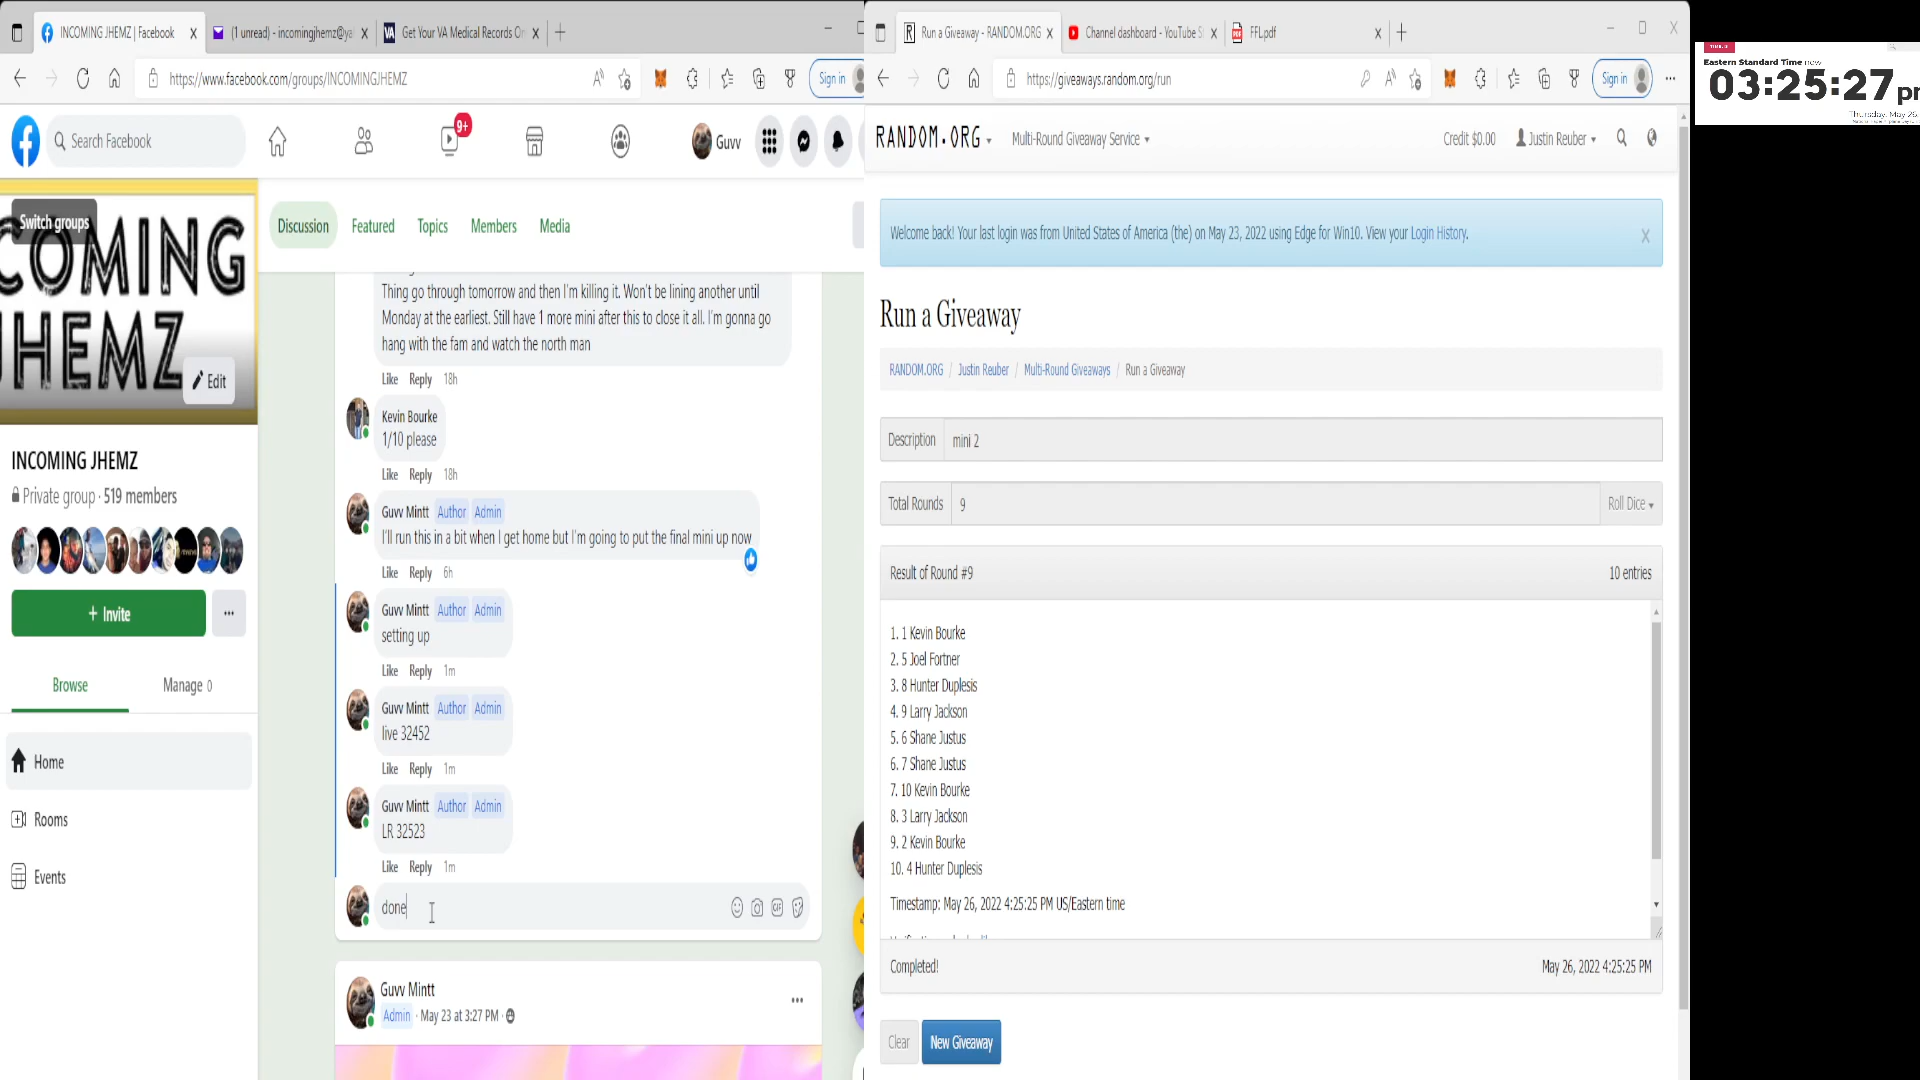 INCOMING JHEMZ | Facebook
(1 unread) - incomingjhemz@ya
Get Your VA Medical Records On
https://www.facebook.com/groups/INCOMINGJHEMZ
Sign in
Search Facebook
9+
Guvv
Switch groups
COMING
JHEMZ
Edit
INCOMING JHEMZ
Private group · 519 members
+ Invite
Browse
Manage 0
Home
Rooms
Events
Discussion
Featured
Topics
Members
Media
Thing go through tomorrow and then I'm killing it. Won't be lining another until
Monday at the earliest. Still have 1 more mini after this to close it all. I'm gonna go
hang with the fam and watch the north man
Like Reply 18h
Kevin Bourke
1/10 please
Like Reply 18h
Guvv Mintt Author Admin
I'll run this in a bit when I get home but I'm going to put the final mini up now
Like Reply 6h
Guvv Mintt Author Admin
setting up
Like Reply 1m
Guvv Mintt Author Admin
live 32452
Like Reply 1m
Guvv Mintt Author Admin
LR 32523
Like Reply 1m
done
GIF
Guvv Mintt
Admin · May 23 at 3:27 PM ·
Run a Giveaway - RANDOM.ORG
Channel dashboard - YouTube S
FFL.pdf
https://giveaways.random.org/run
Sign in
RANDOM.ORG
Multi-Round Giveaway Service
Credit $0.00
Justin Reuber
Welcome back! Your last login was from United States of America (the) on May 23, 2022 using Edge for Win10. View your Login History.
Run a Giveaway
RANDOM.ORG / Justin Reuber / Multi-Round Giveaways / Run a Giveaway
Description mini 2
Total Rounds 9 Roll Dice
Result of Round #9 10 entries
1. 1 Kevin Bourke
2. 5 Joel Fortner
3. 8 Hunter Duplesis
4. 9 Larry Jackson
5. 6 Shane Justus
6. 7 Shane Justus
7. 10 Kevin Bourke
8. 3 Larry Jackson
9. 2 Kevin Bourke
10. 4 Hunter Duplesis
Timestamp: May 26, 2022 4:25:25 PM US/Eastern time
Completed! May 26, 2022 4:25:25 PM
Clear
New Giveaway
Eastern Standard Time now
03:25:27 pm
Thursday, May 26,